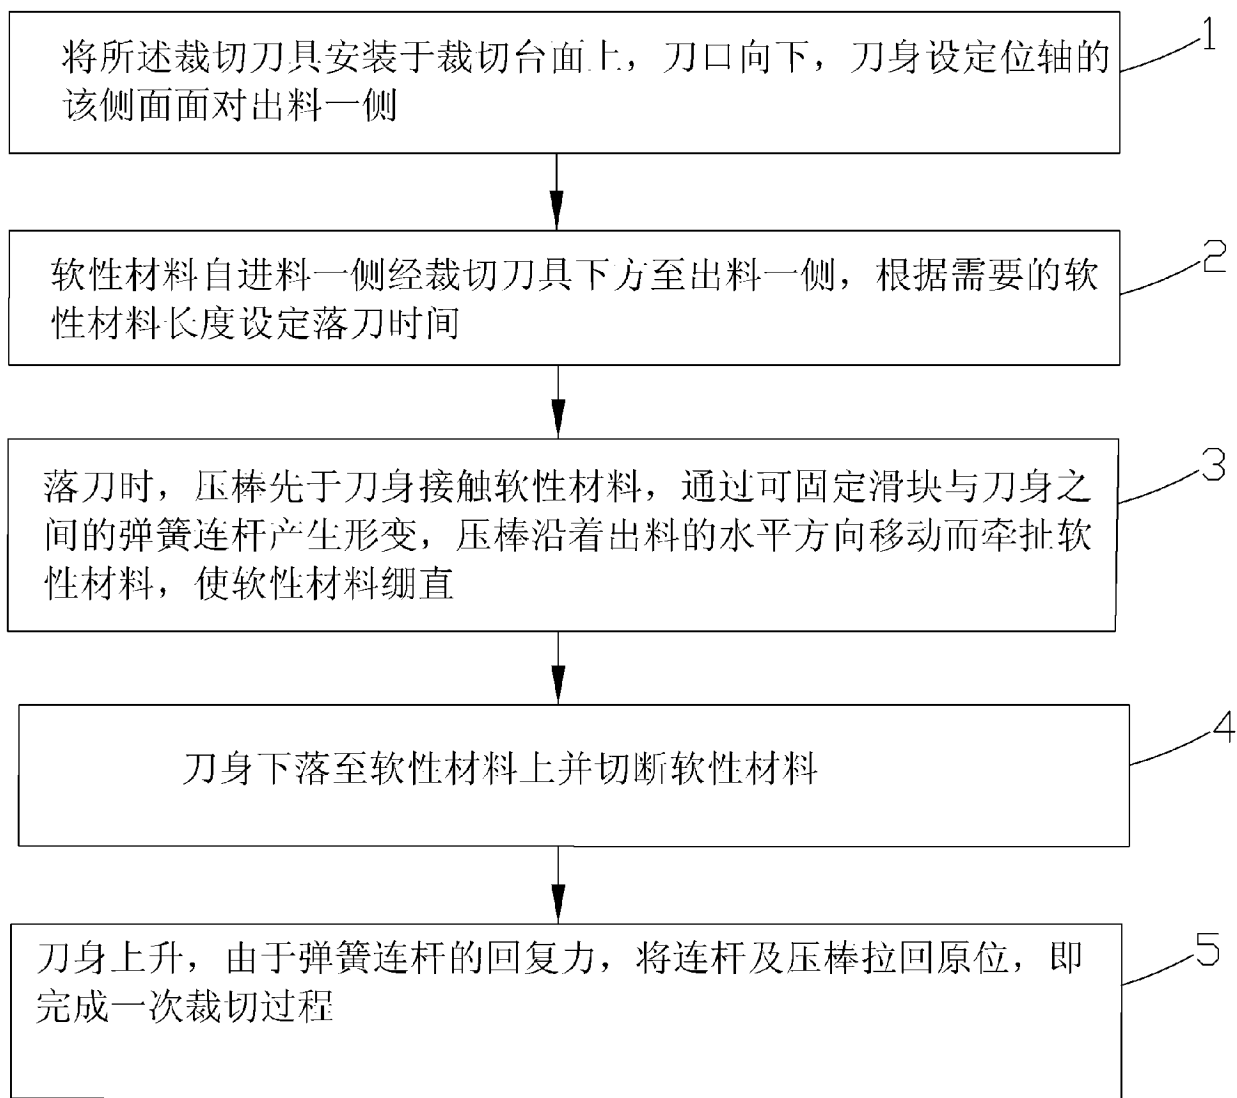 将所述裁切刀具安装于裁切台面上，刀口向下，刀身设定位轴的
该侧面面对出料一侧
1
软性材料自进料一侧经裁切刀具下方至出料一侧，根据需要的软
性材料长度设定落刀时间
2
落刀时，压棒先于刀身接触软性材料，通过可固定滑块与刀身之
间的弹簧连杆产生形变，压棒沿着出料的水平方向移动而牵扯软
性材料，使软性材料绷直
3
刀身下落至软性材料上并切断软性材料
4
刀身上升，由于弹簧连杆的回复力，将连杆及压棒拉回原位，即
完成一次裁切过程
5